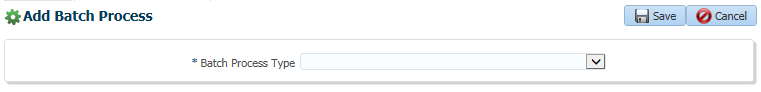 Add Batch Process
Save
Cancel
* Batch Process Type